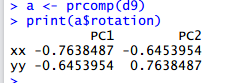 > a <- prcomp(d9)
> print(a$rotation)
PC1 PC2
xx -0.7638487 -0.6453954
yy -0.6453954 0.7638487
>